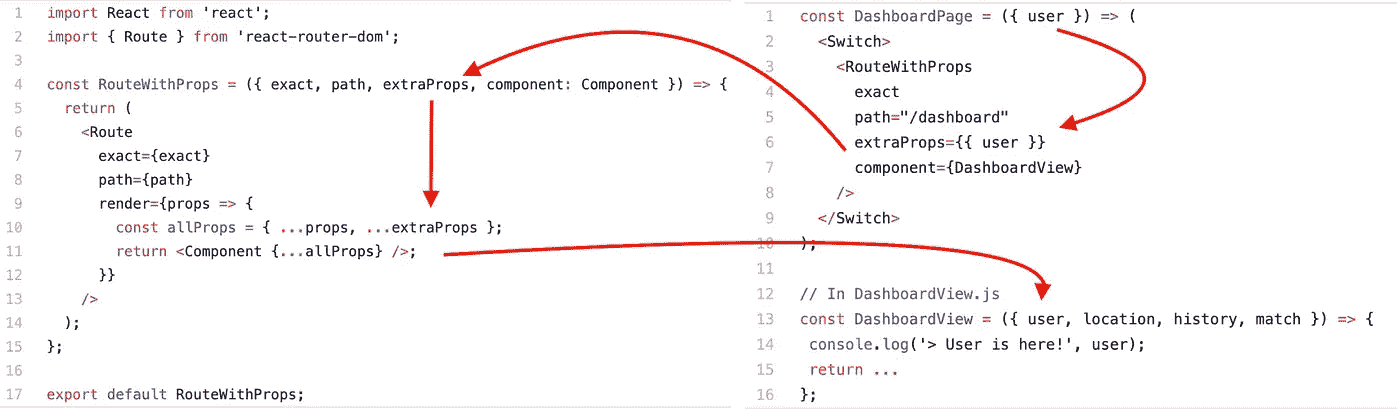 1 import React from 'react';
2 import { Route } from 'react-router-dom';
3
4 const RouteWithProps = ({ exact, path, extraProps, component: Component }) => {
5   return (
6     <Route
7       exact={exact}
8       path={path}
9       render={props => {
10         const allProps = { ...props, ...extraProps };
11         return <Component {...allProps} />;
12       }}
13     />
14   );
15 };
16
17 export default RouteWithProps;
1 const DashboardPage = ({ user }) => (
2   <Switch>
3     <RouteWithProps
4       exact
5       path="/dashboard"
6       extraProps={{ user }}
7       component={DashboardView}
8     />
9   </Switch>
10 );
11
12 // In DashboardView.js
13 const DashboardView = ({ user, location, history, match }) => {
14  console.log('> User is here!', user);
15  return ...
16 };